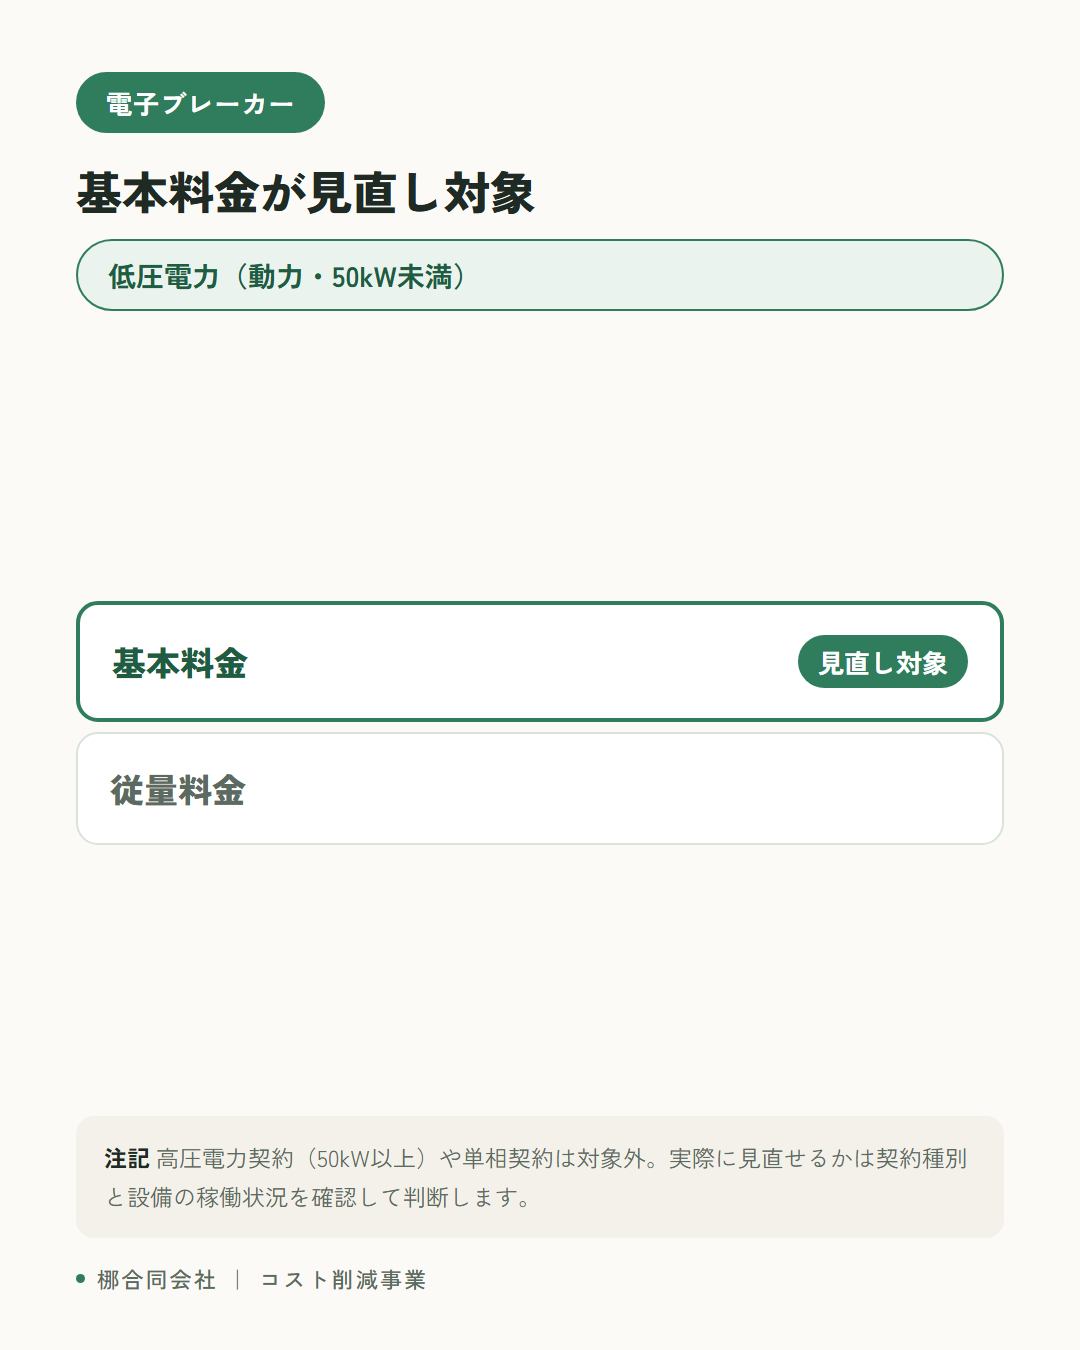 電子ブレーカー
基本料金が見直し対象
低圧電力（動力・50kW未満）
基本料金
見直し対象
従量料金
注記 高圧電力契約（50kW以上）や単相契約は対象外。実際に見直せるかは契約種別
と設備の稼働状況を確認して判断します。
梛合同会社 ｜ コスト削減事業